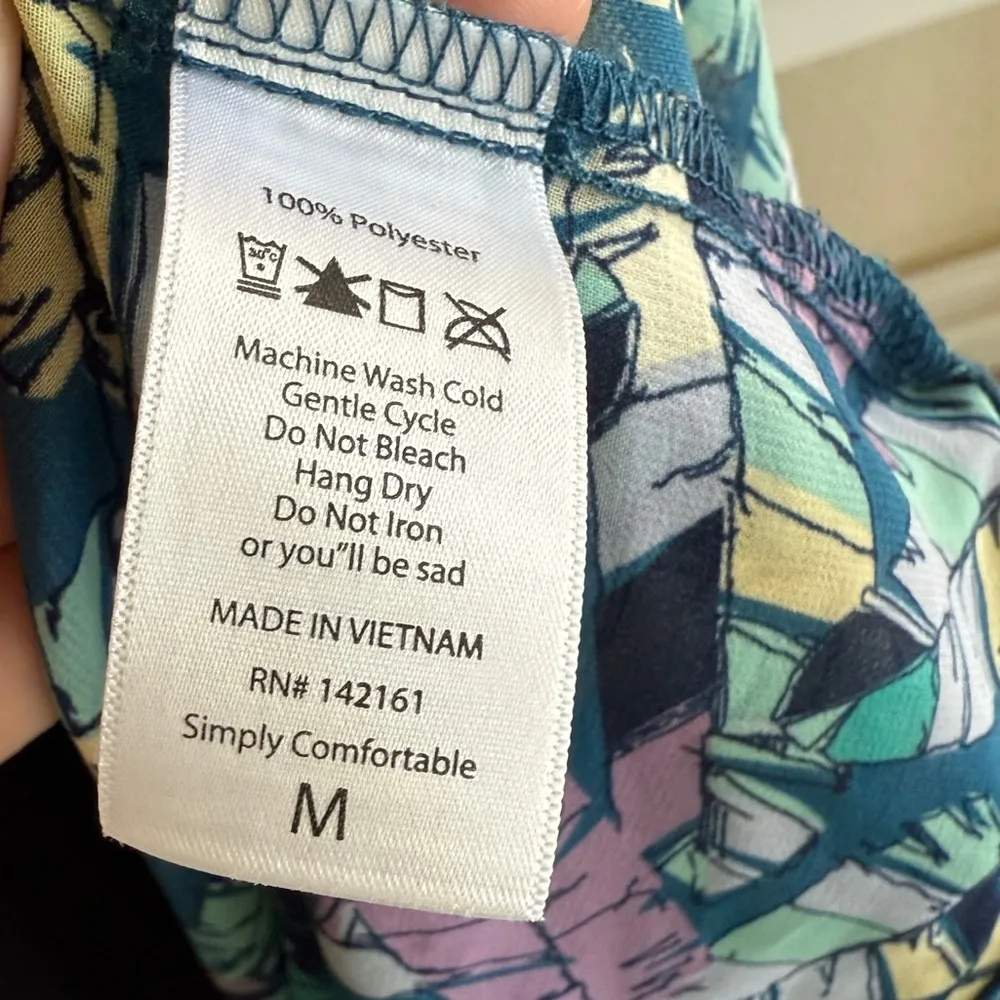 100% Polyester
30°C
Machine Wash Cold
Gentle Cycle
Do Not Bleach
Hang Dry
Do Not Iron
or you"ll be sad
MADE IN VIETNAM
RN# 142161
Simply Comfortable
M